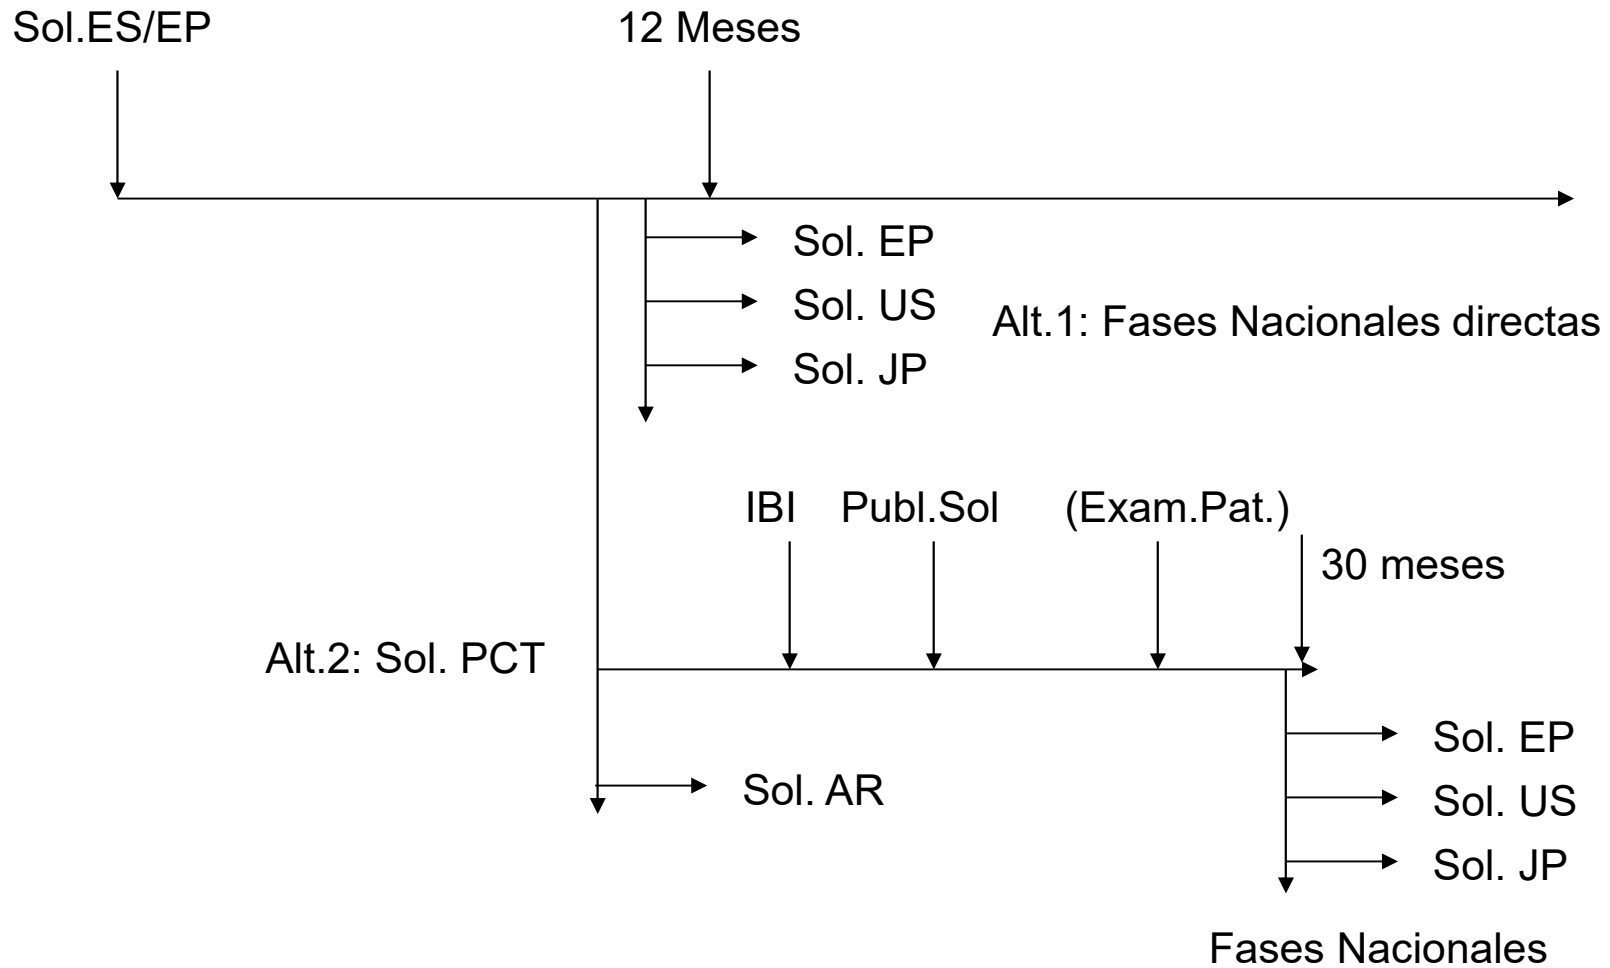 Sol.ES/EP
12 Meses
Sol. EP
Sol. US
Alt.1: Fases Nacionales directas
Sol. JP
IBI
Publ.Sol
(Exam.Pat.)
30 meses
Alt.2: Sol. PCT
Sol. AR
Sol. EP
Sol. US
Sol. JP
Fases Nacionales